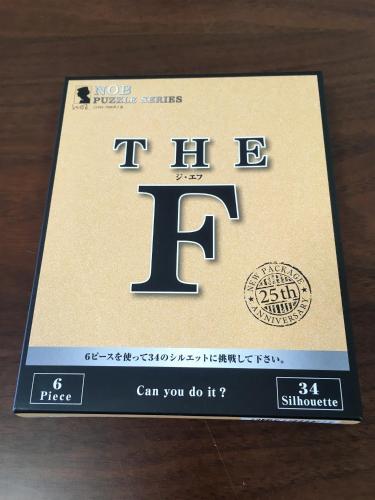 NOB
PUZZLE SERIES
THE
ジ・エフ
F
NEW PACKAGE
25th
ANNIVERSARY
6ピースを使って34のシルエットに挑戦して下さい。
6
Piece
Can you do it?
34
Silhouette